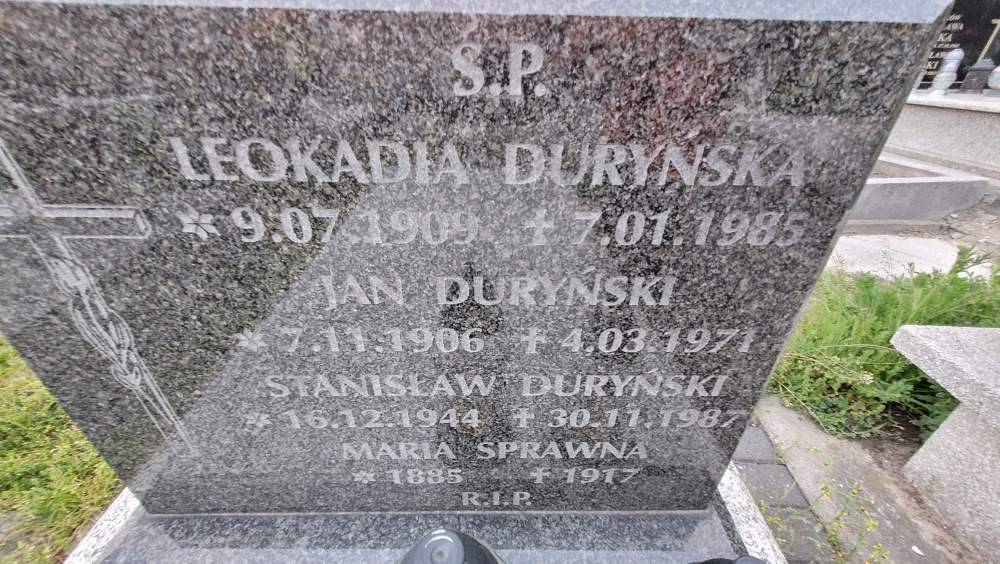 Ś.P.
LEOKADIA DURYŃSKA
* 9.07.1909 ✝ 7.01.1985
JAN DURYŃSKI
* 7.11.1906 ✝ 4.03.1971
STANISŁAW DURYŃSKI
* 16.12.1944 ✝ 30.11.1987
MARIA SPRAWNA
* 1885 ✝ 1917
R.I.P.